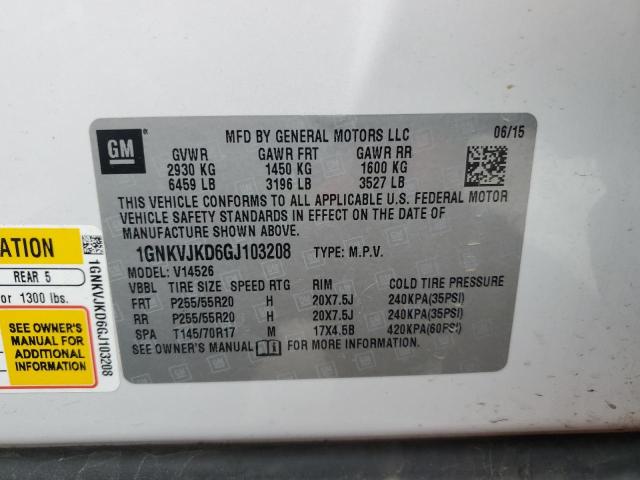 GM
MFD BY GENERAL MOTORS LLC 06/15
GVWR GAWR FRT GAWR RR
2930 KG 1450 KG 1600 KG
6459 LB 3196 LB 3527 LB
THIS VEHICLE CONFORMS TO ALL APPLICABLE U.S. FEDERAL MOTOR
VEHICLE SAFETY STANDARDS IN EFFECT ON THE DATE OF
MANUFACTURE SHOWN ABOVE.
1GNKVJKD6GJ103208 TYPE: M.P.V.
MODEL: V14526
VBBL TIRE SIZE SPEED RTG RIM COLD TIRE PRESSURE
FRT P255/55R20 H 20X7.5J 240KPA(35PSI)
RR P255/55R20 H 20X7.5J 240KPA(35PSI)
SPA T145/70R17 M 17X4.5B 420KPA(60PSI)
SEE OWNER'S MANUAL FOR MORE INFORMATION.
REAR 5
or 1300 lbs.
SEE OWNER'S
MANUAL FOR
ADDITIONAL
INFORMATION
1GNKVJKD6GJ103208